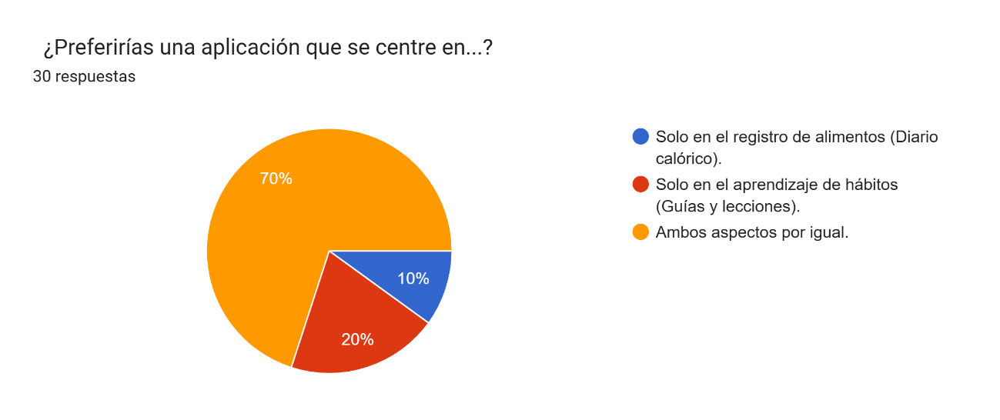 ¿Preferirías una aplicación que se centre en...?
30 respuestas
70%
10%
20%
Solo en el registro de alimentos (Diario
calórico).
Solo en el aprendizaje de hábitos
(Guías y lecciones).
Ambos aspectos por igual.